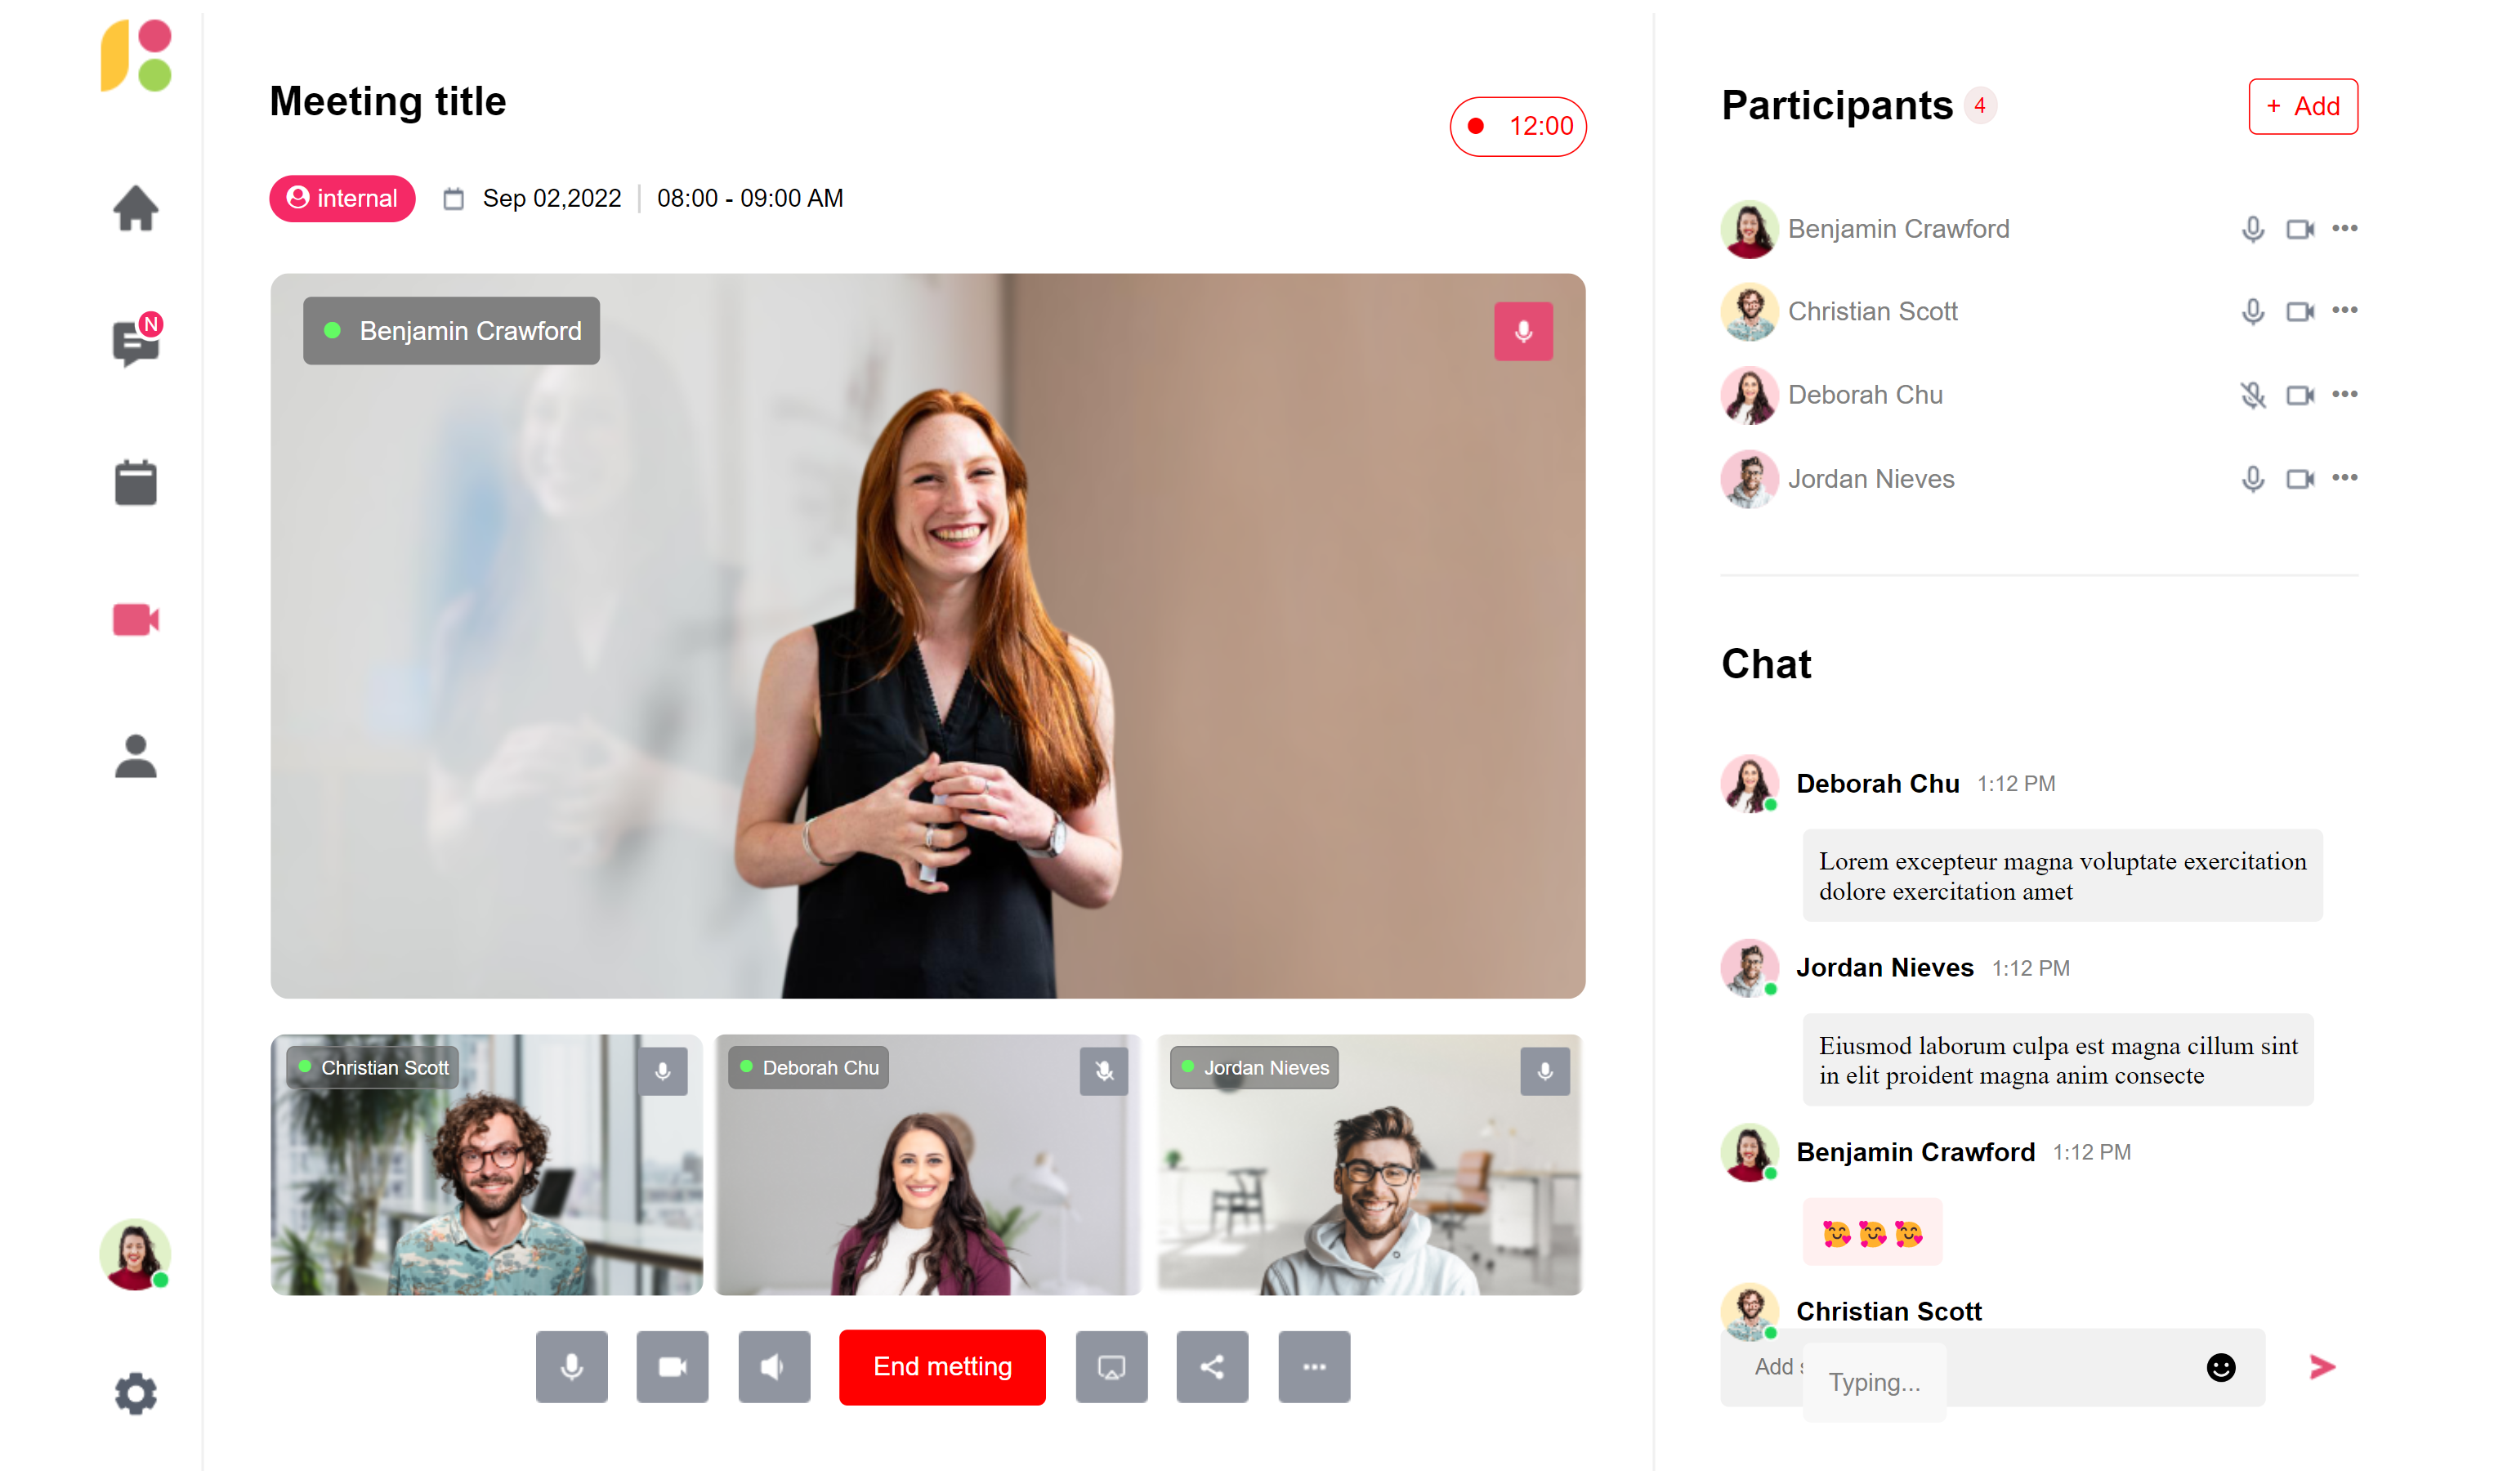 Meeting title
12:00
internal
Sep 02,2022
08:00 - 09:00 AM
N
Benjamin Crawford
Christian Scott
Deborah Chu
Jordan Nieves
End metting
Participants 4
+ Add
Benjamin Crawford
Christian Scott
Deborah Chu
Jordan Nieves
Chat
Deborah Chu 1:12 PM
Lorem excepteur magna voluptate exercitation
dolore exercitation amet
Jordan Nieves 1:12 PM
Eiusmod laborum culpa est magna cillum sint
in elit proident magna anim consecte
Benjamin Crawford 1:12 PM
🥰🥰🥰
Christian Scott
Add
Typing...